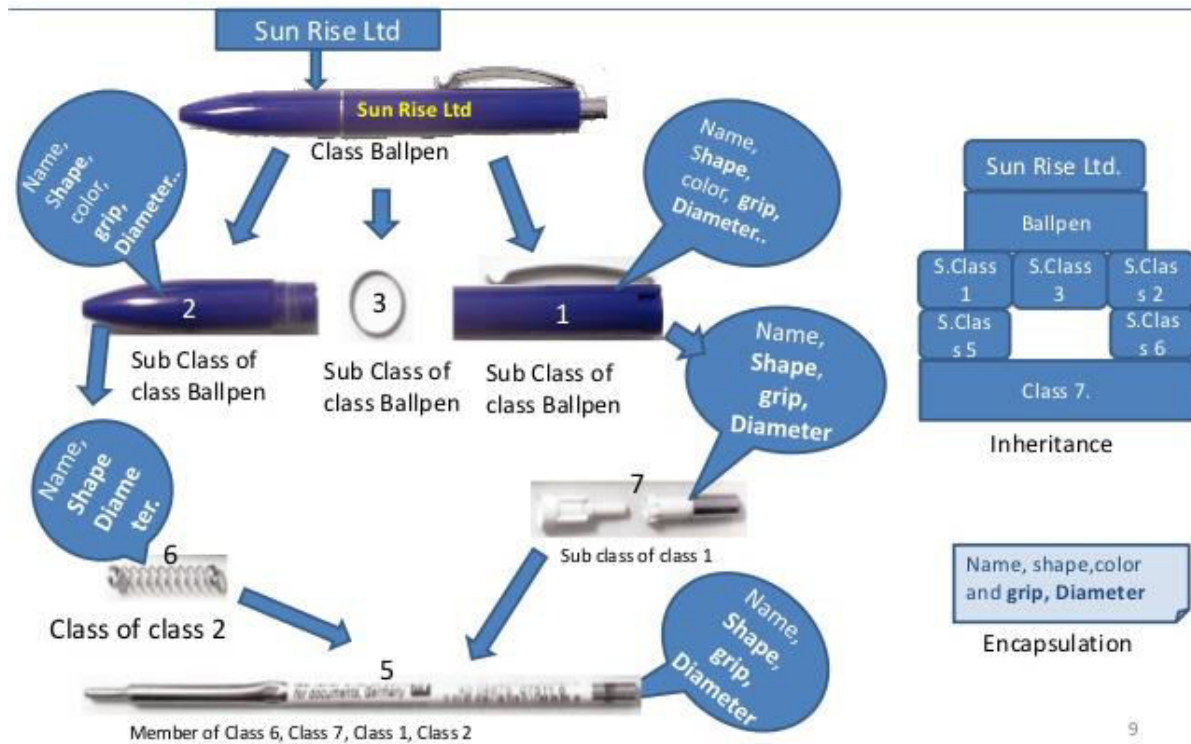 Sun Rise Ltd
Sun Rise Ltd
Class Ballpen
Name,
Shape,
color,
grip,
Diameter..
Name,
Shape,
color, grip,
Diameter..
2
3
1
Sub Class of
class Ballpen
Sub Class of
class Ballpen
Sub Class of
class Ballpen
Name,
Shape,
grip,
Diameter
Name,
Shape
Diame
ter.
6
Class of class 2
7
Sub class of class 1
5
for documents, germany
Name,
Shape,
grip,
Diameter
Member of Class 6, Class 7, Class 1, Class 2
Sun Rise Ltd.
Ballpen
S.Class
1
S.Class
3
S.Clas
s 2
S.Clas
s 5
S.Clas
s 6
Class 7.
Inheritance
Name, shape,color
and grip, Diameter
Encapsulation
9